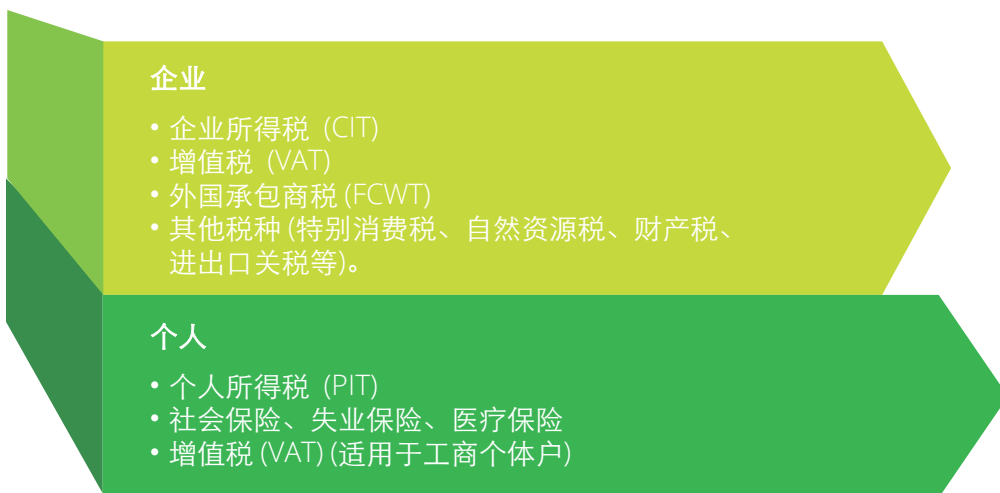 企业
• 企业所得税 (CIT)
• 增值税 (VAT)
• 外国承包商税 (FCWT)
• 其他税种 (特别消费税、自然资源税、财产税、
进出口关税等)。
个人
• 个人所得税 (PIT)
• 社会保险、失业保险、医疗保险
• 增值税 (VAT) (适用于工商个体户)